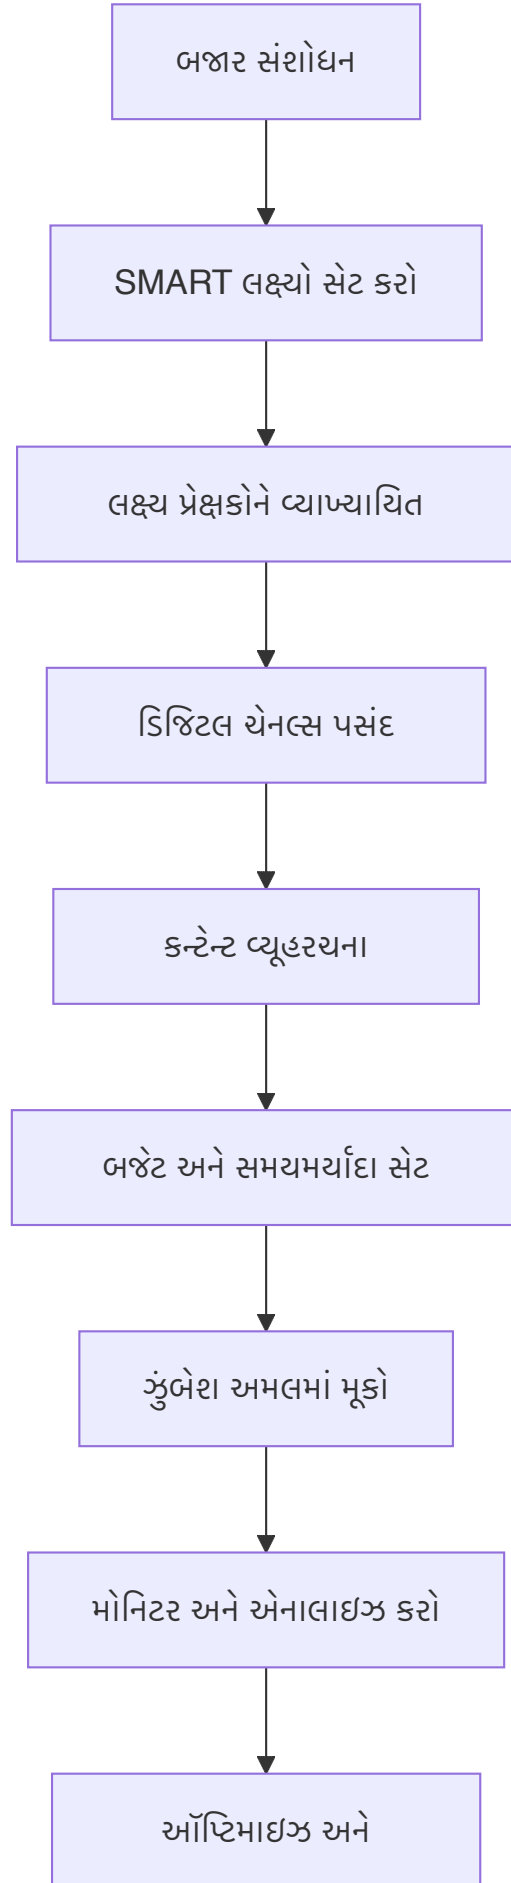 બજાર સંશોધન
SMART લક્ષ્યો સેટ કરો
લક્ષ્ય પ્રેક્ષકોને વ્યાખ્યાયિત
ડિજિટલ ચેનલ્સ પસંદ
કન્ટેન્ટ વ્યૂહરચના
બજેટ અને સમયમર્યાદા સેટ
ઝુંબેશ અમલમાં મૂકો
મોનિટર અને એનાલાઇઝ કરો
ઑપ્ટિમાઇઝ અને